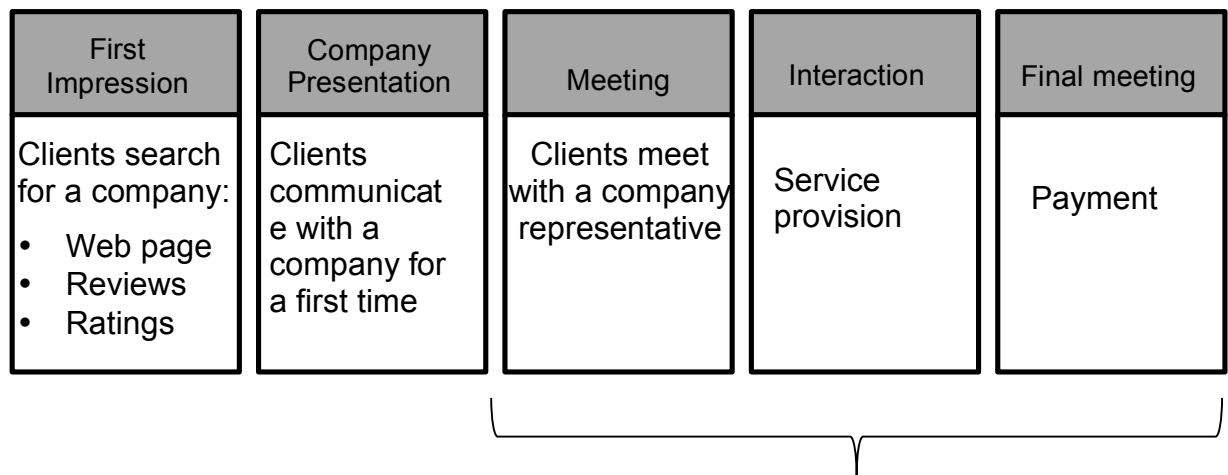 First
Impression
Clients search
for a company:
• Web page
• Reviews
• Ratings
Company
Presentation
Clients
communicat
e with a
company for
a first time
Meeting
Clients meet
with a company
representative
Interaction
Service
provision
Final meeting
Payment